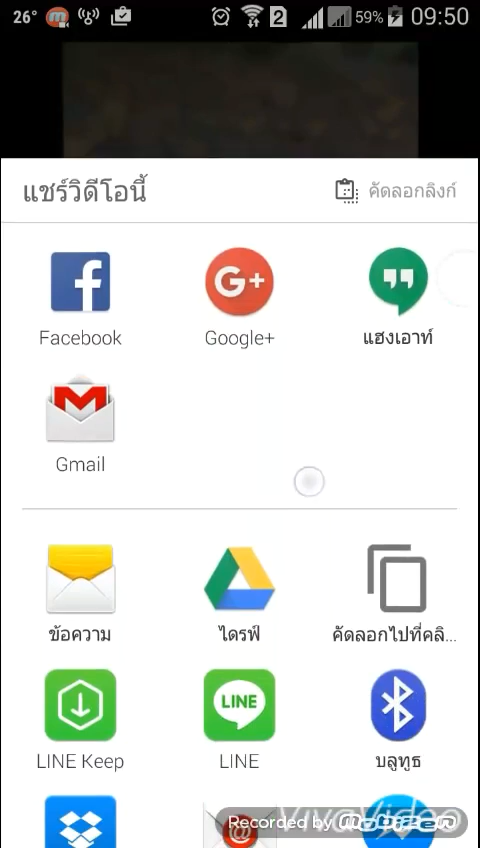 26° 2 59% 09:50
แชร์วิดีโอนี้ คัดลอกลิงก์
Facebook Google+ แฮงเอาท์
Gmail
ข้อความ ไดรฟ์ คัดลอกไปที่คลิ...
LINE
LINE Keep LINE บลูทูธ
Recorded by
VivaVideo